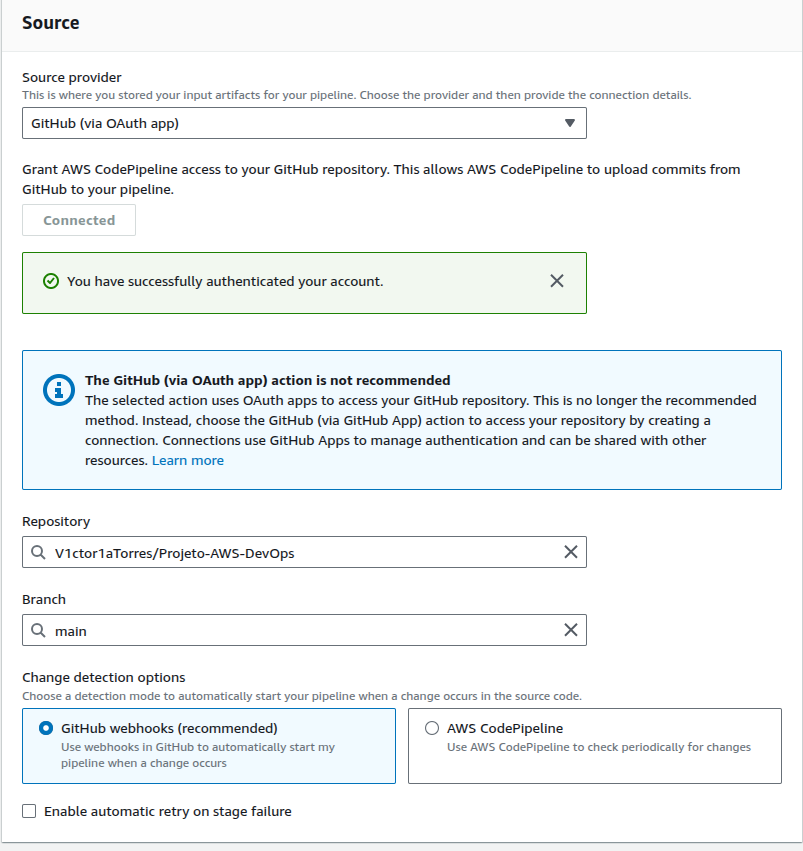 Source
Source provider
This is where you stored your input artifacts for your pipeline. Choose the provider and then provide the connection details.
GitHub (via OAuth app)
Grant AWS CodePipeline access to your GitHub repository. This allows AWS CodePipeline to upload commits from
GitHub to your pipeline.
Connected
You have successfully authenticated your account.
The GitHub (via OAuth app) action is not recommended
The selected action uses OAuth apps to access your GitHub repository. This is no longer the recommended
method. Instead, choose the GitHub (via GitHub App) action to access your repository by creating a
connection. Connections use GitHub Apps to manage authentication and can be shared with other
resources. Learn more
Repository
V1ctor1aTorres/Projeto-AWS-DevOps
Branch
main
Change detection options
Choose a detection mode to automatically start your pipeline when a change occurs in the source code.
GitHub webhooks (recommended)
Use webhooks in GitHub to automatically start my
pipeline when a change occurs
AWS CodePipeline
Use AWS CodePipeline to check periodically for changes
Enable automatic retry on stage failure